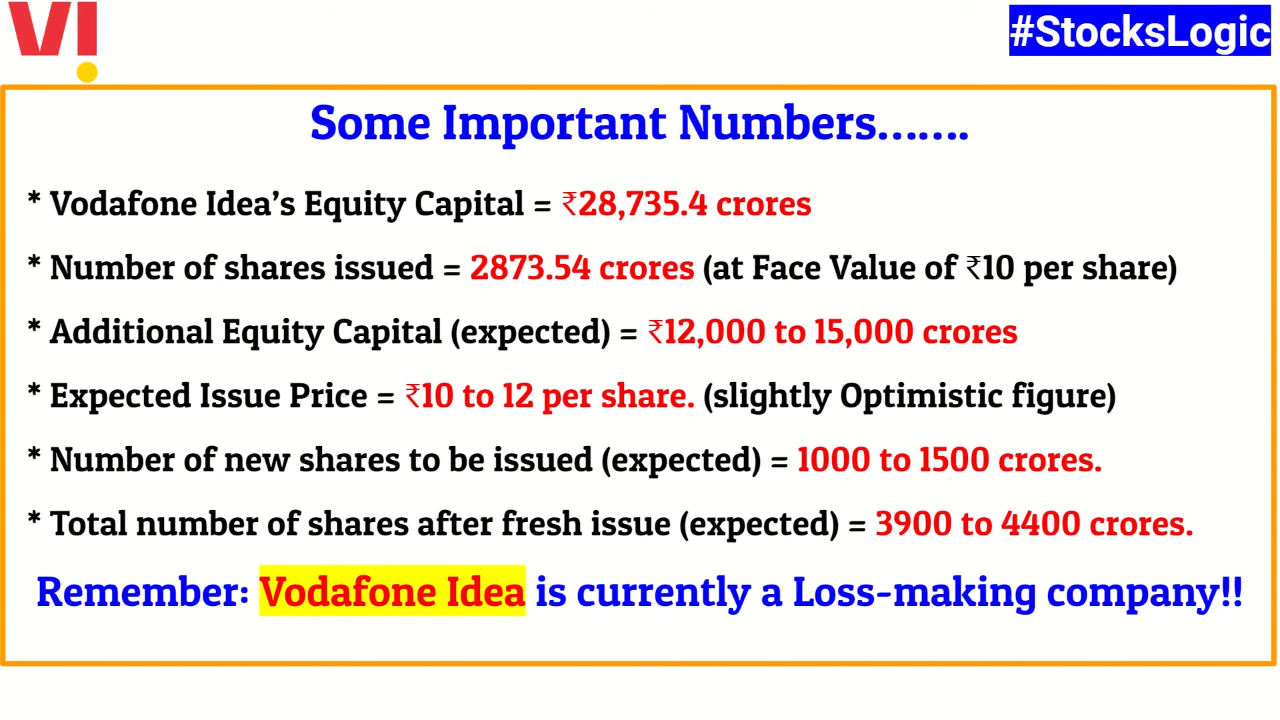 VI
#StocksLogic
Some Important Numbers…….
* Vodafone Idea’s Equity Capital = ₹28,735.4 crores
* Number of shares issued = 2873.54 crores (at Face Value of ₹10 per share)
* Additional Equity Capital (expected) = ₹12,000 to 15,000 crores
* Expected Issue Price = ₹10 to 12 per share. (slightly Optimistic figure)
* Number of new shares to be issued (expected) = 1000 to 1500 crores.
* Total number of shares after fresh issue (expected) = 3900 to 4400 crores.
Remember: Vodafone Idea is currently a Loss-making company!!